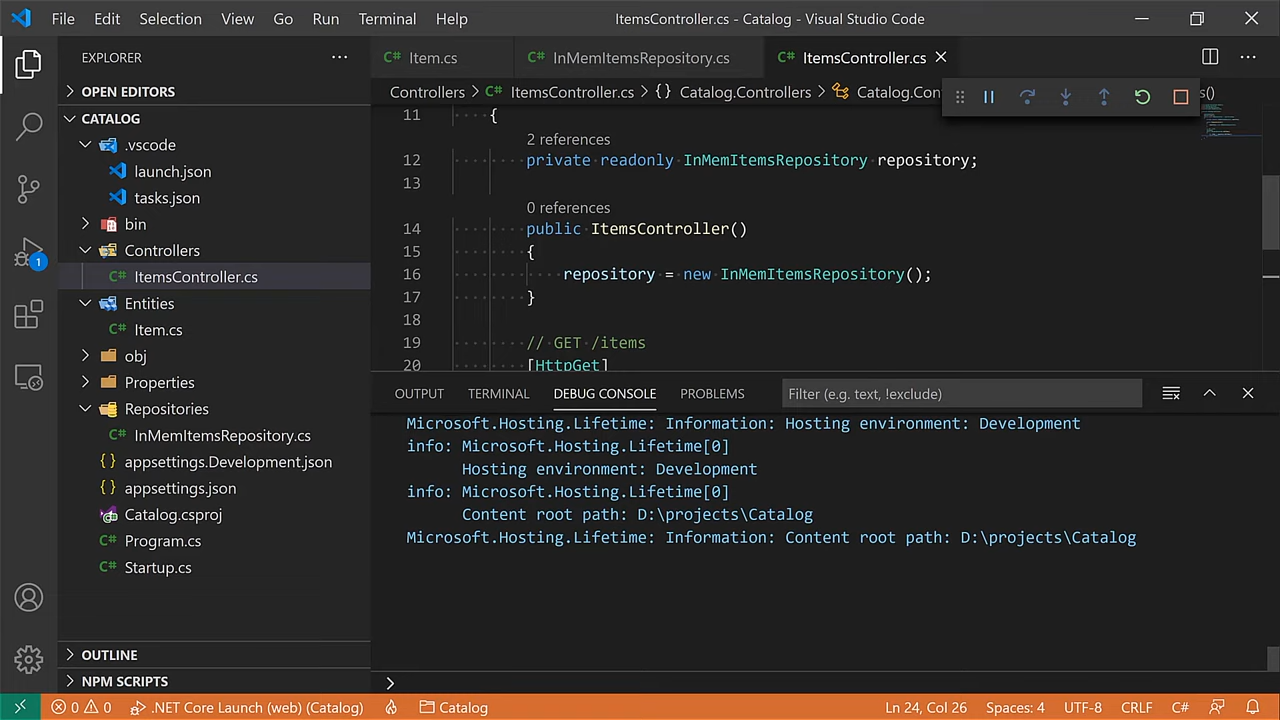 File Edit Selection View Go Run Terminal Help ItemsController.cs - Catalog - Visual Studio Code
EXPLORER
OPEN EDITORS
CATALOG
.vscode
launch.json
tasks.json
bin
Controllers
ItemsController.cs
Entities
Item.cs
obj
Properties
Repositories
InMemItemsRepository.cs
appsettings.Development.json
appsettings.json
Catalog.csproj
Program.cs
Startup.cs
OUTLINE
NPM SCRIPTS
1
Item.cs InMemItemsRepository.cs ItemsController.cs
Controllers > ItemsController.cs > {} Catalog.Controllers > Catalog.Con s()
11 {
2 references
12 private readonly InMemItemsRepository repository;
13
0 references
14 public ItemsController()
15 {
16 repository = new InMemItemsRepository();
17 }
18
19 // GET /items
20 [HttpGet]
OUTPUT TERMINAL DEBUG CONSOLE PROBLEMS Filter (e.g. text, !exclude)
Microsoft.Hosting.Lifetime: Information: Hosting environment: Development
info: Microsoft.Hosting.Lifetime[0]
Hosting environment: Development
info: Microsoft.Hosting.Lifetime[0]
Content root path: D:\projects\Catalog
Microsoft.Hosting.Lifetime: Information: Content root path: D:\projects\Catalog
0 0 .NET Core Launch (web) (Catalog) Catalog Ln 24, Col 26 Spaces: 4 UTF-8 CRLF C#